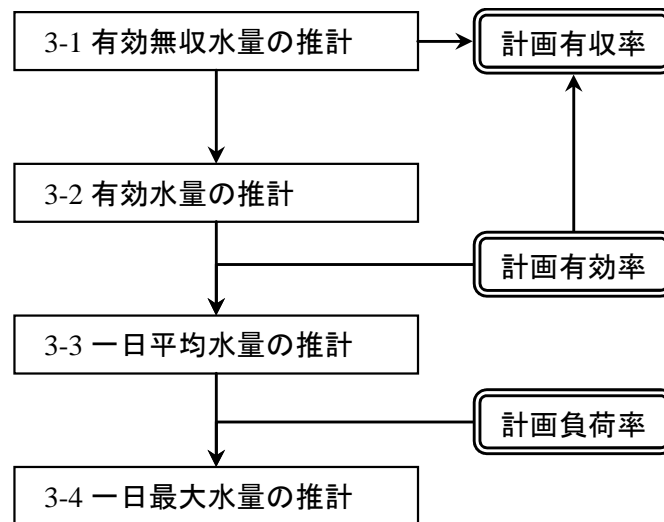 3-1 有効無収水量の推計
計画有収率
3-2 有効水量の推計
計画有効率
3-3 一日平均水量の推計
計画負荷率
3-4 一日最大水量の推計